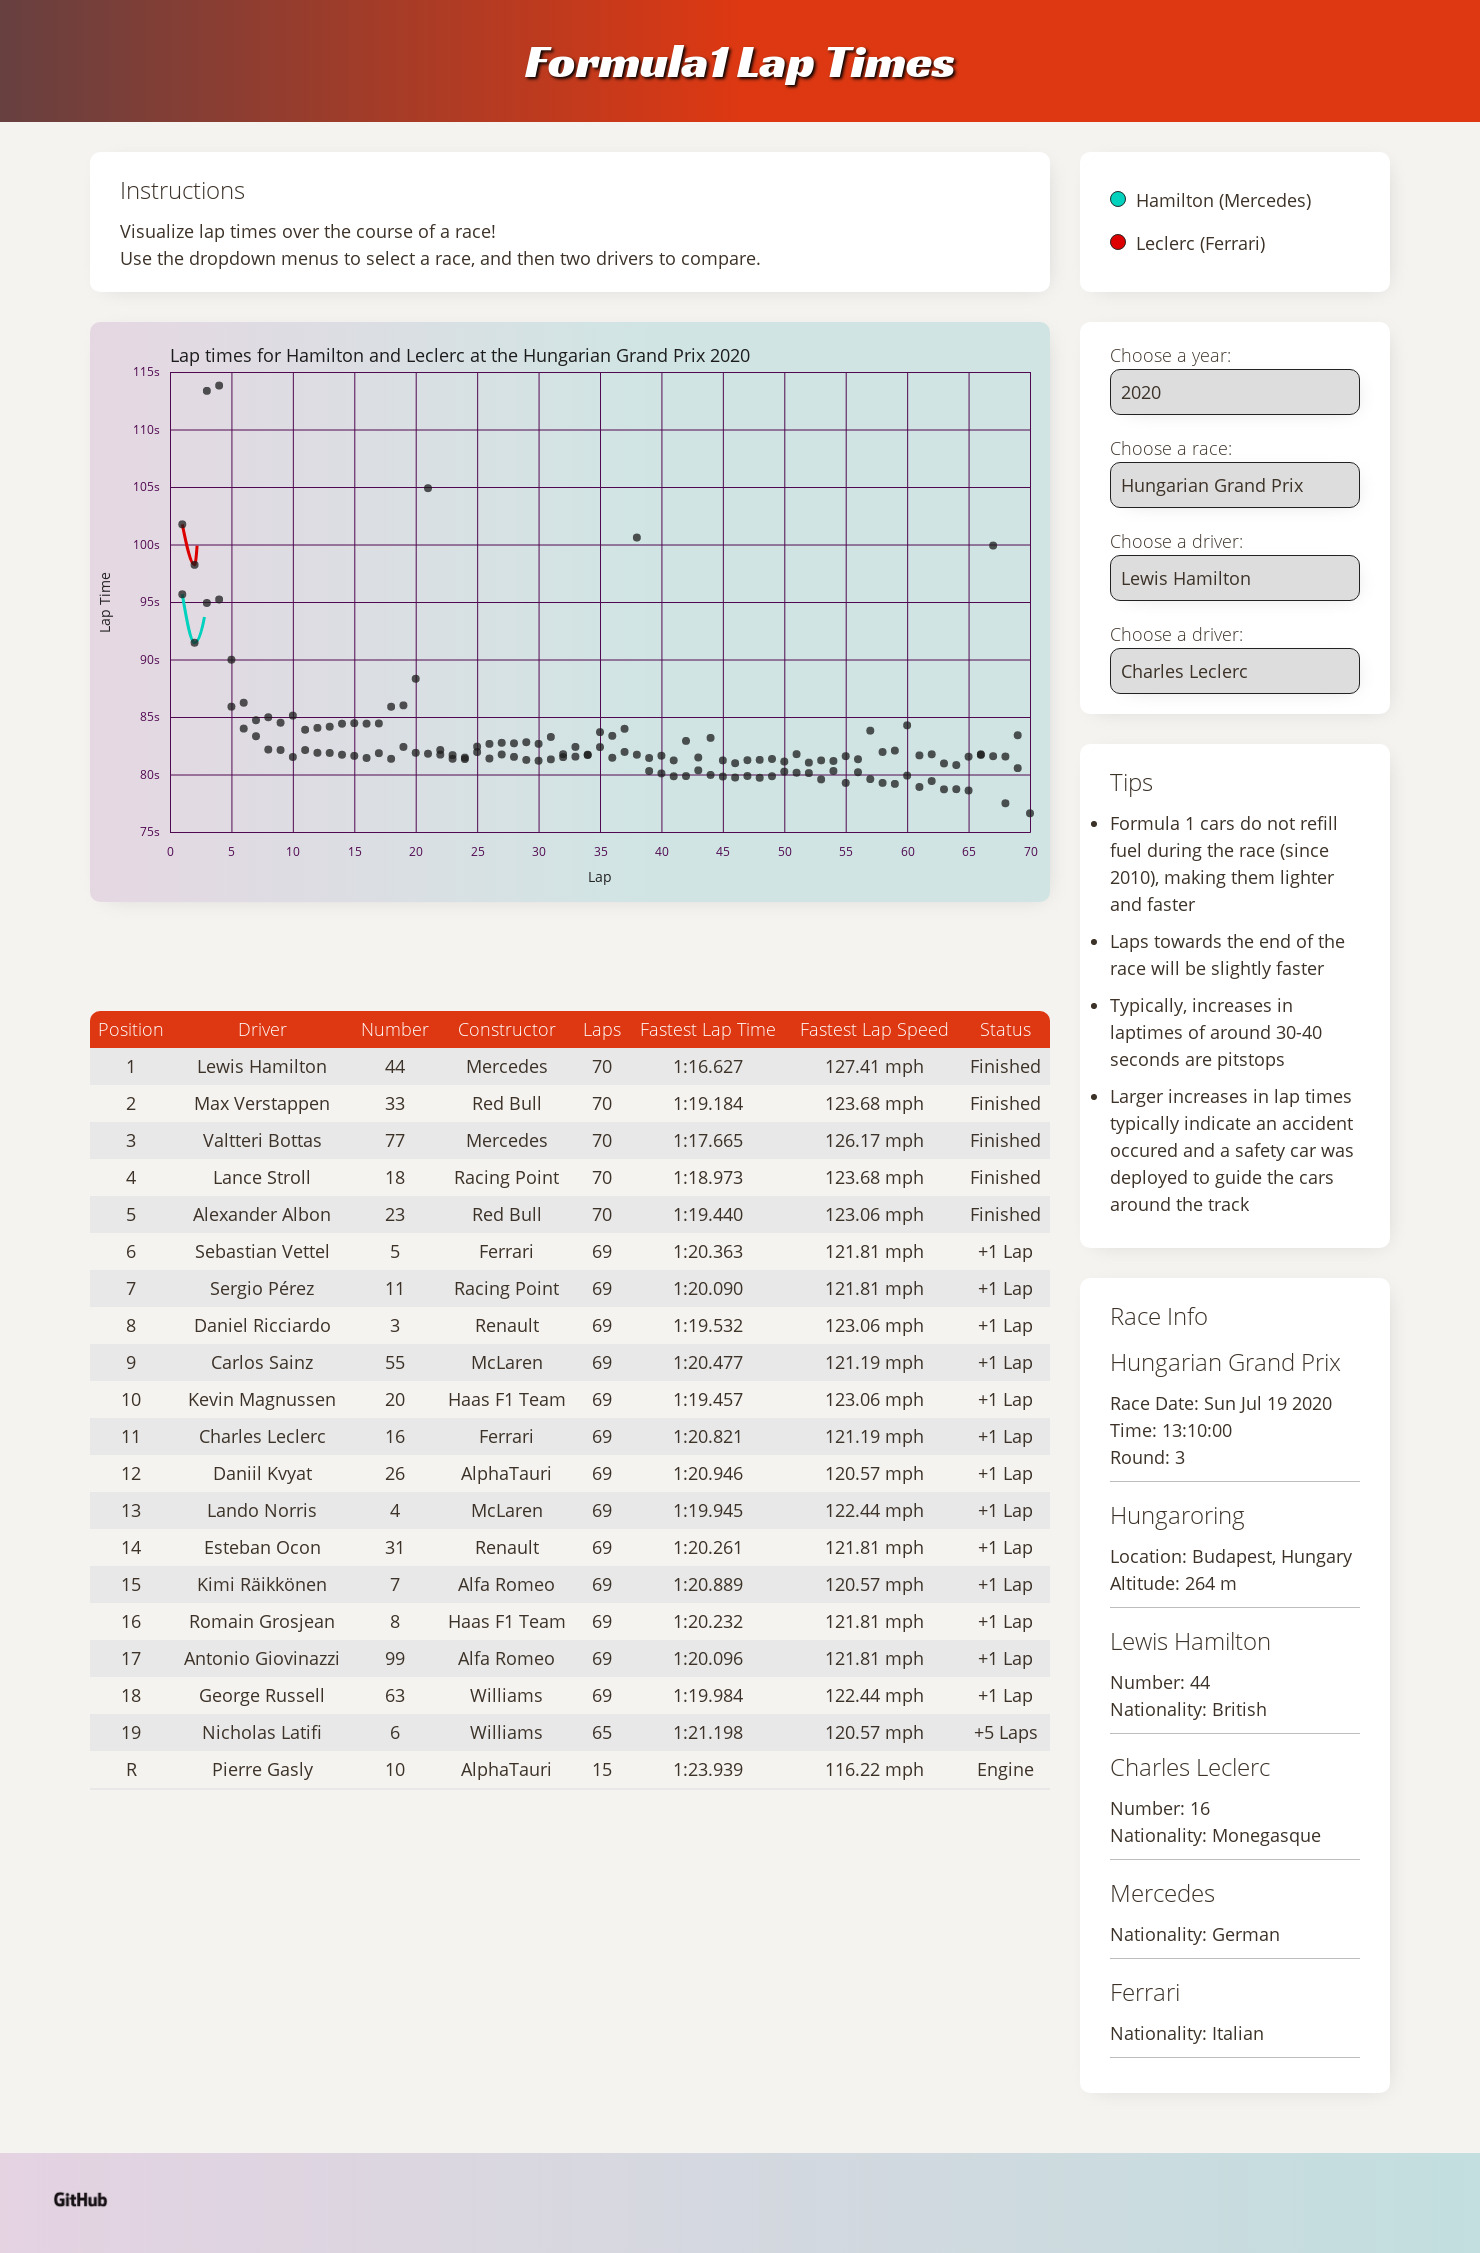 Formula1 Lap Times
Instructions
Visualize lap times over the course of a race!
Use the dropdown menus to select a race, and then two drivers to compare.
Hamilton (Mercedes)
Leclerc (Ferrari)
Lap times for Hamilton and Leclerc at the Hungarian Grand Prix 2020
115s
110s
105s
100s
95s
90s
85s
80s
75s
Lap Time
0 5 10 15 20 25 30 35 40 45 50 55 60 65 70
Lap
Choose a year:
2020
Choose a race:
Hungarian Grand Prix
Choose a driver:
Lewis Hamilton
Choose a driver:
Charles Leclerc
Tips
Formula 1 cars do not refill
fuel during the race (since
2010), making them lighter
and faster
Laps towards the end of the
race will be slightly faster
Typically, increases in
laptimes of around 30-40
seconds are pitstops
Larger increases in lap times
typically indicate an accident
occured and a safety car was
deployed to guide the cars
around the track
Position Driver Number Constructor Laps Fastest Lap Time Fastest Lap Speed Status
1 Lewis Hamilton 44 Mercedes 70 1:16.627 127.41 mph Finished
2 Max Verstappen 33 Red Bull 70 1:19.184 123.68 mph Finished
3 Valtteri Bottas 77 Mercedes 70 1:17.665 126.17 mph Finished
4 Lance Stroll 18 Racing Point 70 1:18.973 123.68 mph Finished
5 Alexander Albon 23 Red Bull 70 1:19.440 123.06 mph Finished
6 Sebastian Vettel 5 Ferrari 69 1:20.363 121.81 mph +1 Lap
7 Sergio Pérez 11 Racing Point 69 1:20.090 121.81 mph +1 Lap
8 Daniel Ricciardo 3 Renault 69 1:19.532 123.06 mph +1 Lap
9 Carlos Sainz 55 McLaren 69 1:20.477 121.19 mph +1 Lap
10 Kevin Magnussen 20 Haas F1 Team 69 1:19.457 123.06 mph +1 Lap
11 Charles Leclerc 16 Ferrari 69 1:20.821 121.19 mph +1 Lap
12 Daniil Kvyat 26 AlphaTauri 69 1:20.946 120.57 mph +1 Lap
13 Lando Norris 4 McLaren 69 1:19.945 122.44 mph +1 Lap
14 Esteban Ocon 31 Renault 69 1:20.261 121.81 mph +1 Lap
15 Kimi Räikkönen 7 Alfa Romeo 69 1:20.889 120.57 mph +1 Lap
16 Romain Grosjean 8 Haas F1 Team 69 1:20.232 121.81 mph +1 Lap
17 Antonio Giovinazzi 99 Alfa Romeo 69 1:20.096 121.81 mph +1 Lap
18 George Russell 63 Williams 69 1:19.984 122.44 mph +1 Lap
19 Nicholas Latifi 6 Williams 65 1:21.198 120.57 mph +5 Laps
R Pierre Gasly 10 AlphaTauri 15 1:23.939 116.22 mph Engine
Race Info
Hungarian Grand Prix
Race Date: Sun Jul 19 2020
Time: 13:10:00
Round: 3
Hungaroring
Location: Budapest, Hungary
Altitude: 264 m
Lewis Hamilton
Number: 44
Nationality: British
Charles Leclerc
Number: 16
Nationality: Monegasque
Mercedes
Nationality: German
Ferrari
Nationality: Italian
GitHub